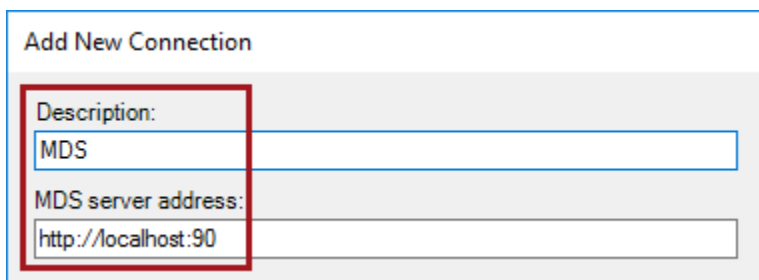 Add New Connection
Description:
MDS
MDS server address:
http://localhost:90